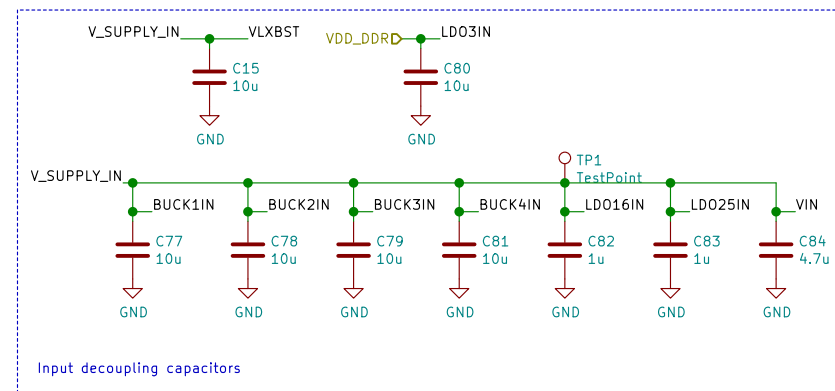 V_SUPPLY_IN VLXBST VDD_DDR LDO3IN
C15 C80
10u 10u
GND GND
TP1
V_SUPPLY_IN TestPoint
BUCK1IN BUCK2IN BUCK3IN BUCK4IN LDO16IN LDO25IN VIN
C77 C78 C79 C81 C82 C83 C84
10u 10u 10u 10u 1u 1u 4.7u
GND GND GND GND GND GND GND
Input decoupling capacitors